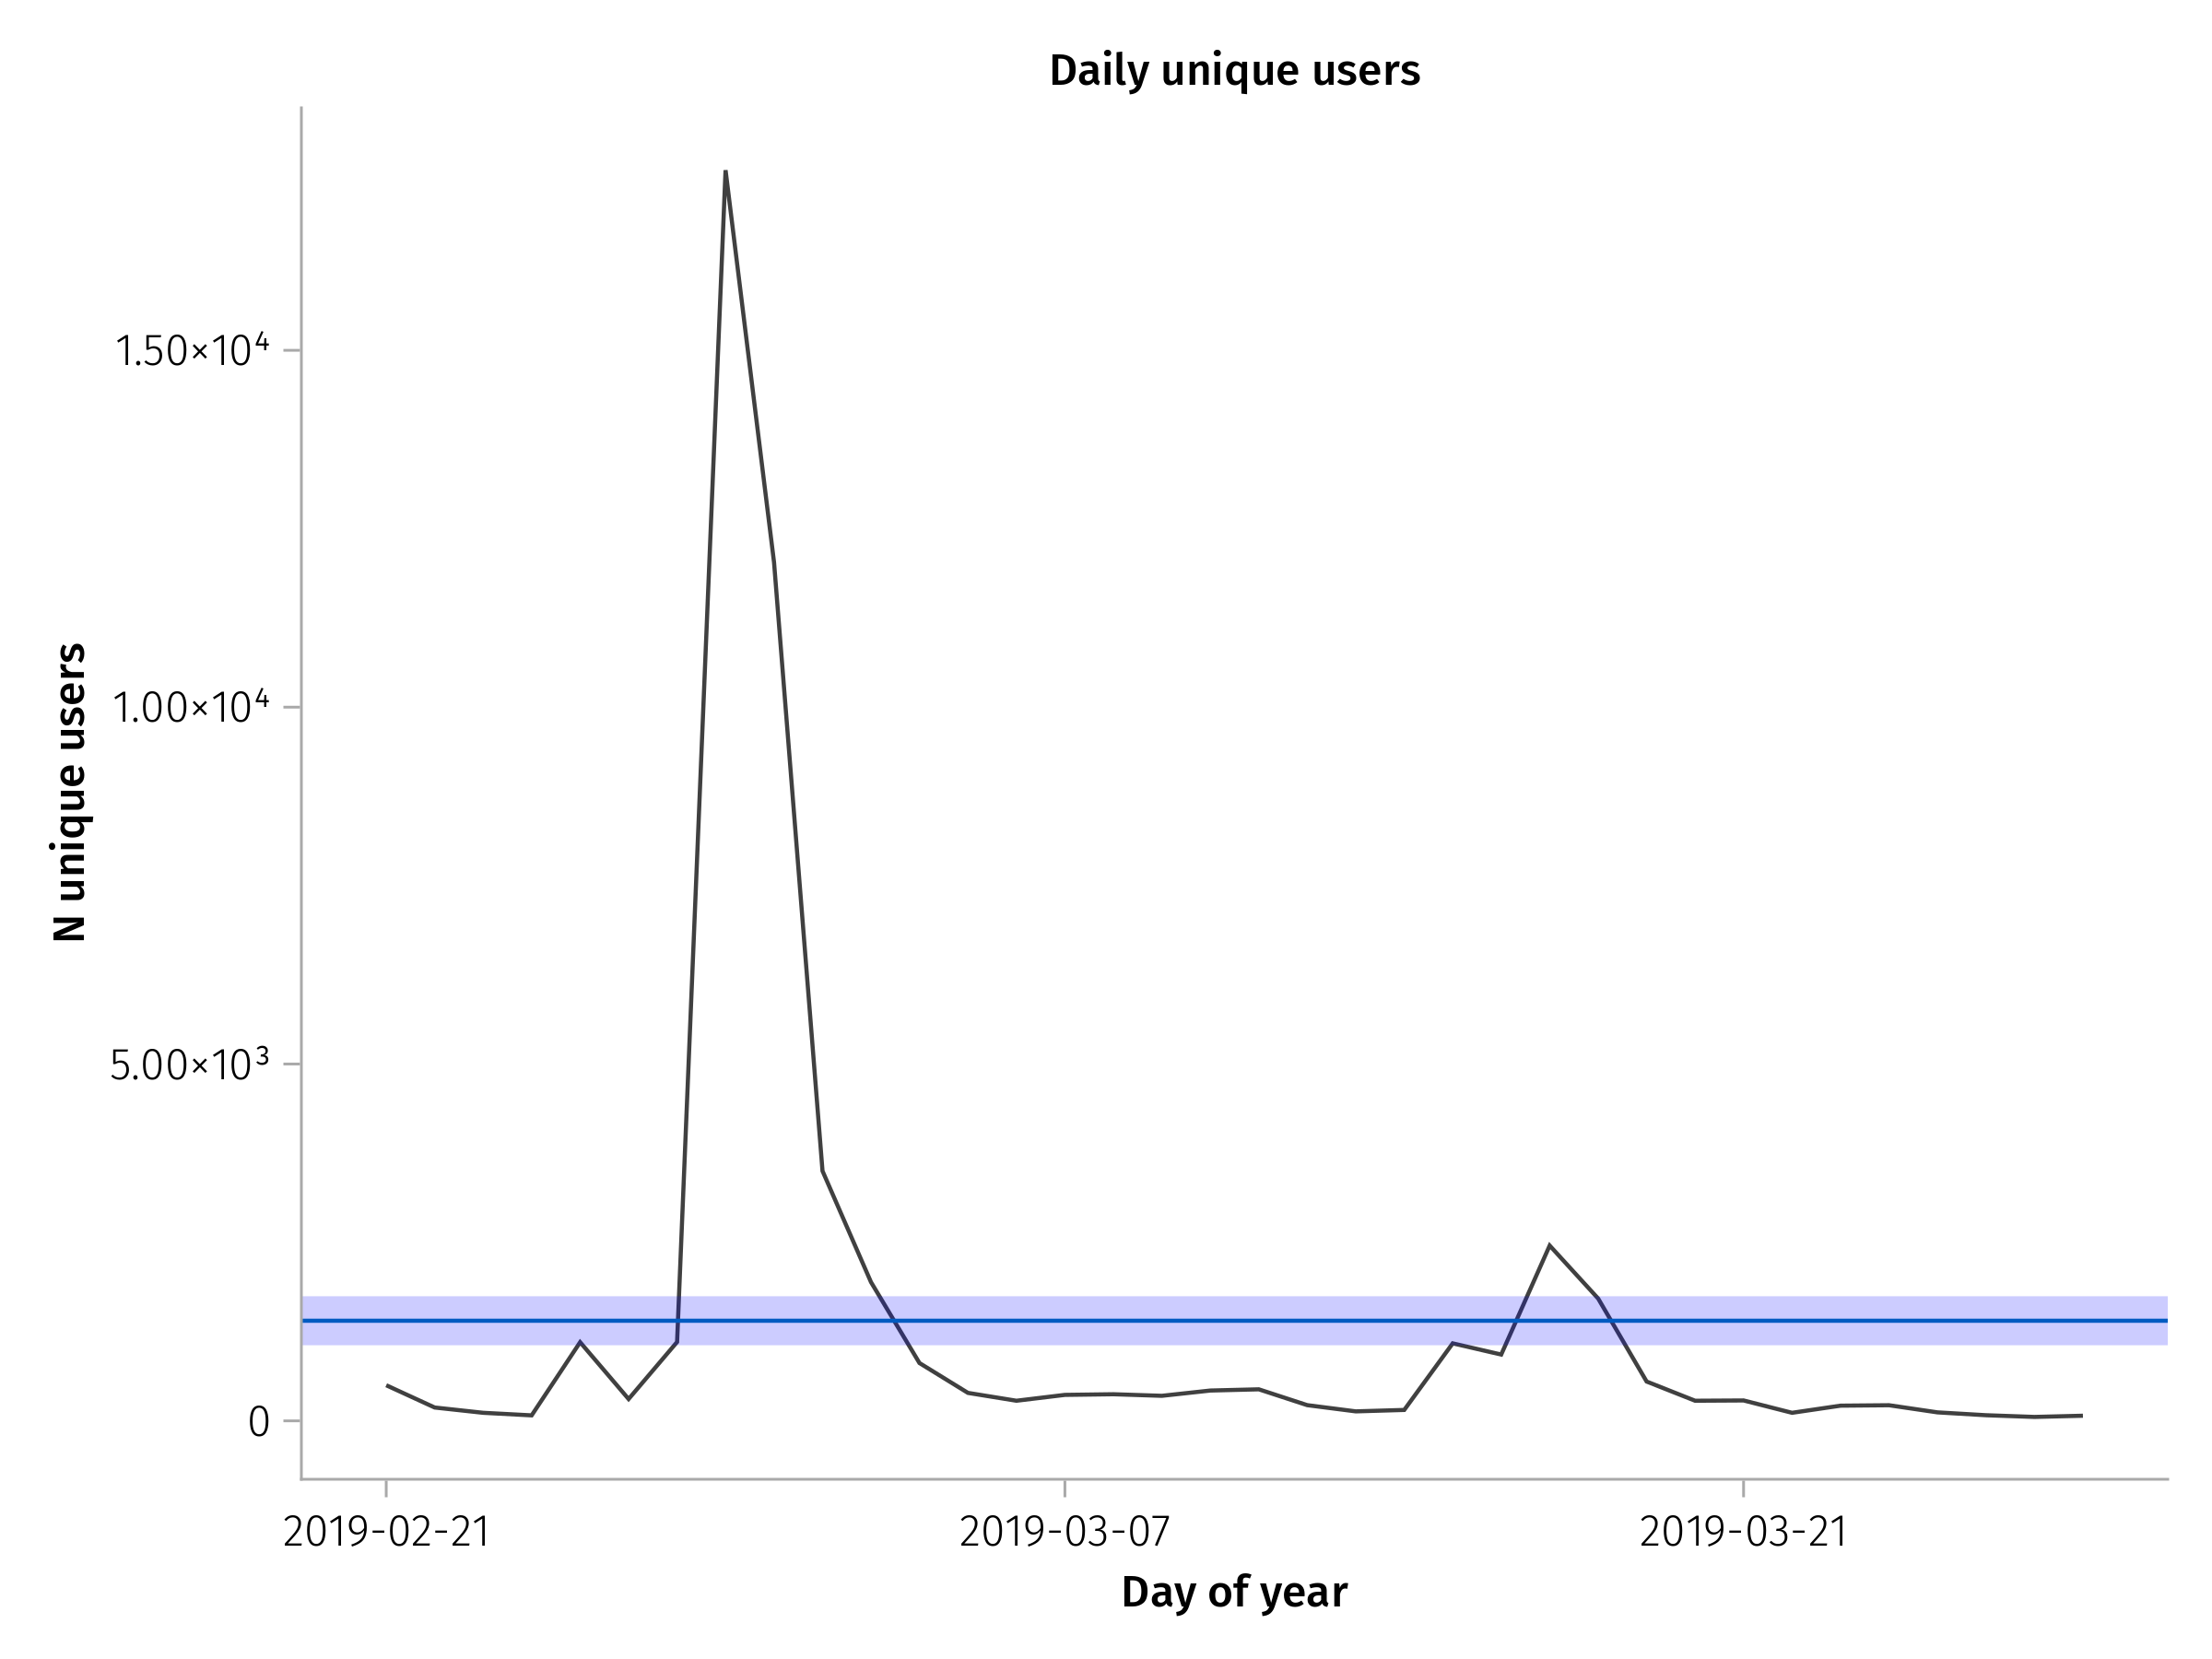 Daily unique users
1.50×10⁴
1.00×10⁴
5.00×10³
0
N unique users
2019-02-21
2019-03-07
2019-03-21
Day of year